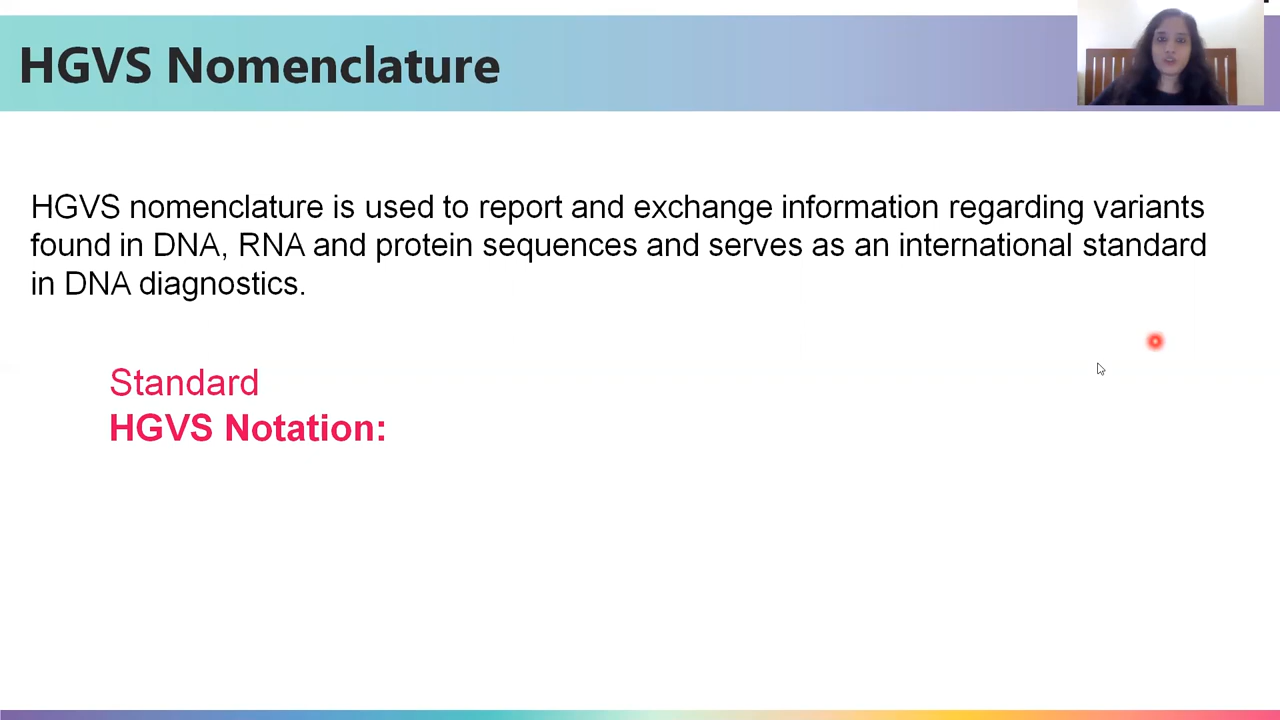 HGVS Nomenclature
HGVS nomenclature is used to report and exchange information regarding variants
found in DNA, RNA and protein sequences and serves as an international standard
in DNA diagnostics.
Standard
HGVS Notation: